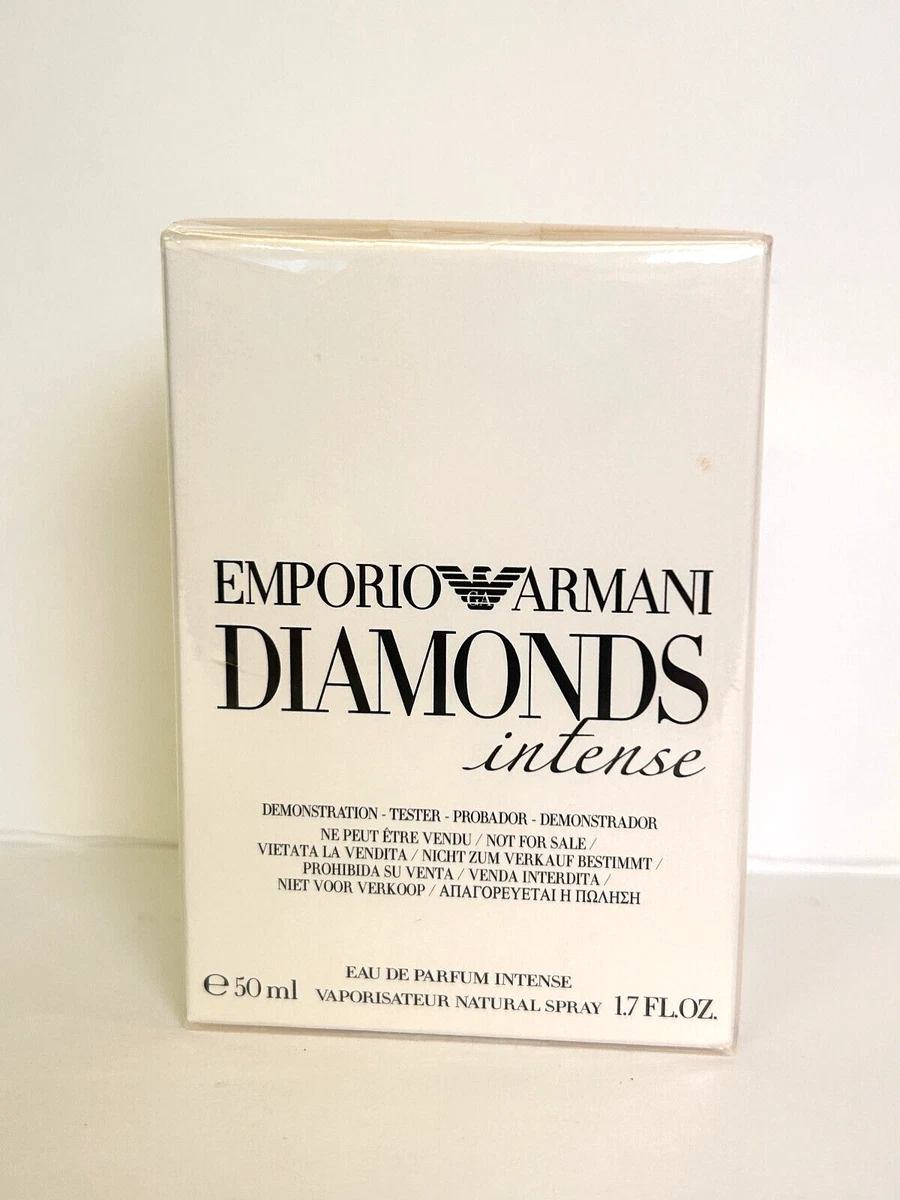 EMPORIO GA ARMANI
DIAMONDS
intense
DEMONSTRATION - TESTER - PROBADOR - DEMONSTRADOR
NE PEUT ÊTRE VENDU / NOT FOR SALE /
VIETATA LA VENDITA / NICHT ZUM VERKAUF BESTIMMT /
PROHIBIDA SU VENTA / VENDA INTERDITA /
NIET VOOR VERKOOP / ΑΠΑΓΟΡΕΥΕΤΑΙ Η ΠΩΛΗΣΗ
EAU DE PARFUM INTENSE
℮ 50 ml VAPORISATEUR NATURAL SPRAY 1.7 FL.OZ.